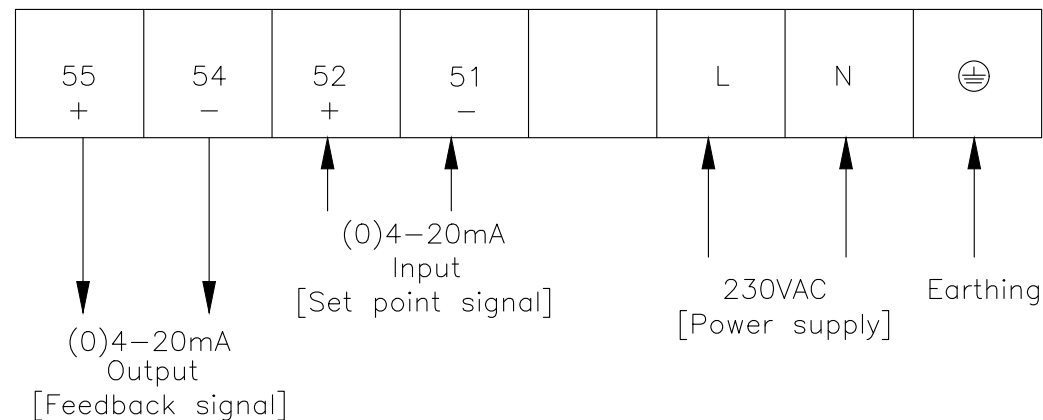 55 54 52 51 L N
+ − + −
(0)4−20mA
Input
[Set point signal]
230VAC
[Power supply]
Earthing
(0)4−20mA
Output
[Feedback signal]